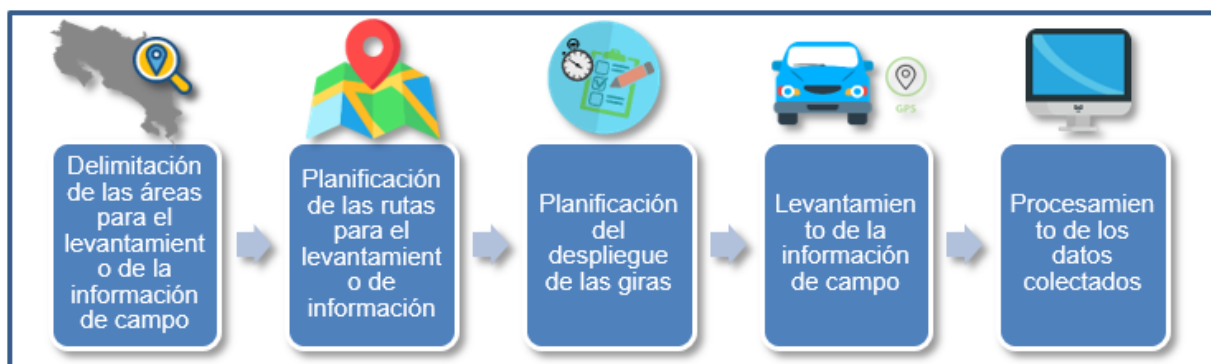 GPS
Delimitación
de las áreas
para el
levantamient
o de la
información
de campo
Planificación
de las rutas
para el
levantamient
o de
información
Planificación
del
despliegue
de las giras
Levantamien
to de la
información
de campo
Procesamien
to de los
datos
colectados